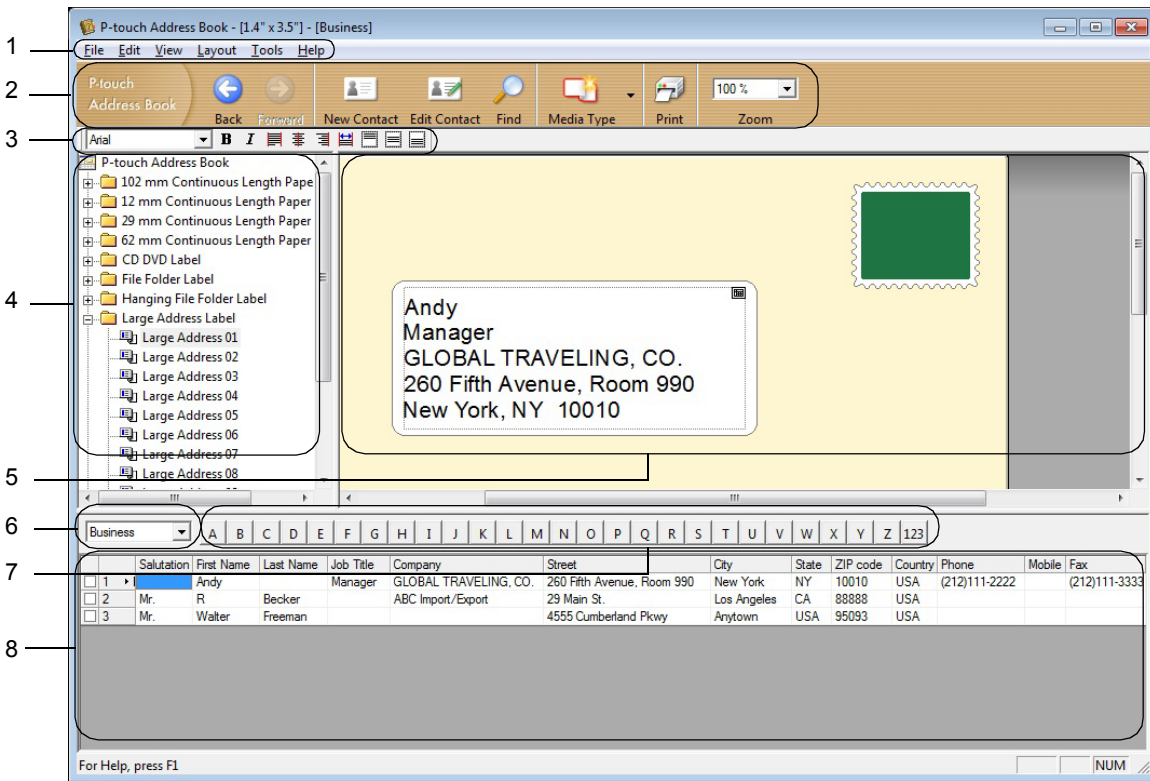 P-touch Address Book - [1.4" x 3.5"] - [Business]
1
File Edit View Layout Tools Help
2
P-touch
Address Book
Back Forward New Contact Edit Contact Find Media Type Print 100 % Zoom
3
Arial B I
4
P-touch Address Book
102 mm Continuous Length Pape
12 mm Continuous Length Paper
29 mm Continuous Length Paper
62 mm Continuous Length Paper
CD DVD Label
File Folder Label
Hanging File Folder Label
Large Address Label
Large Address 01
Large Address 02
Large Address 03
Large Address 04
Large Address 05
Large Address 06
Large Address 07
Large Address 08
Andy
Manager
GLOBAL TRAVELING, CO.
260 Fifth Avenue, Room 990
New York, NY 10010
5
6
Business A B C D E F G H I J K L M N O P Q R S T U V W X Y Z 123
7
Salutation First Name Last Name Job Title Company Street City State ZIP code Country Phone Mobile Fax
1 Andy Manager GLOBAL TRAVELING, CO. 260 Fifth Avenue, Room 990 New York NY 10010 USA (212)111-2222 (212)111-3333
2 Mr. R Becker ABC Import/Export 29 Main St. Los Angeles CA 88888 USA
3 Mr. Walter Freeman 4555 Cumberland Pkwy Anytown USA 95093 USA
8
For Help, press F1 NUM